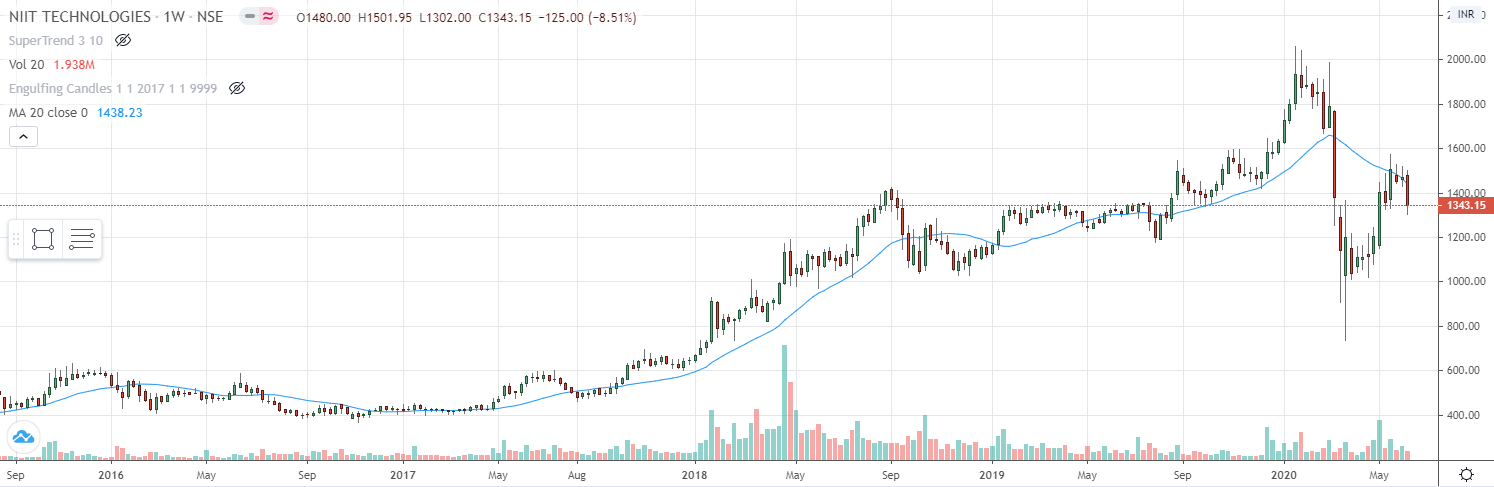 NIIT TECHNOLOGIES · 1W · NSE O1480.00 H1501.95 L1302.00 C1343.15 −125.00 (−8.51%)
INR
SuperTrend 3 10
Vol 20 1.938M
Engulfing Candles 1 1 2017 1 1 9999
MA 20 close 0 1438.23
2000.00
1800.00
1600.00
1400.00
1343.15
1200.00
1000.00
800.00
600.00
400.00
Sep 2016 May Sep 2017 May Aug 2018 May Sep 2019 May Sep 2020 May